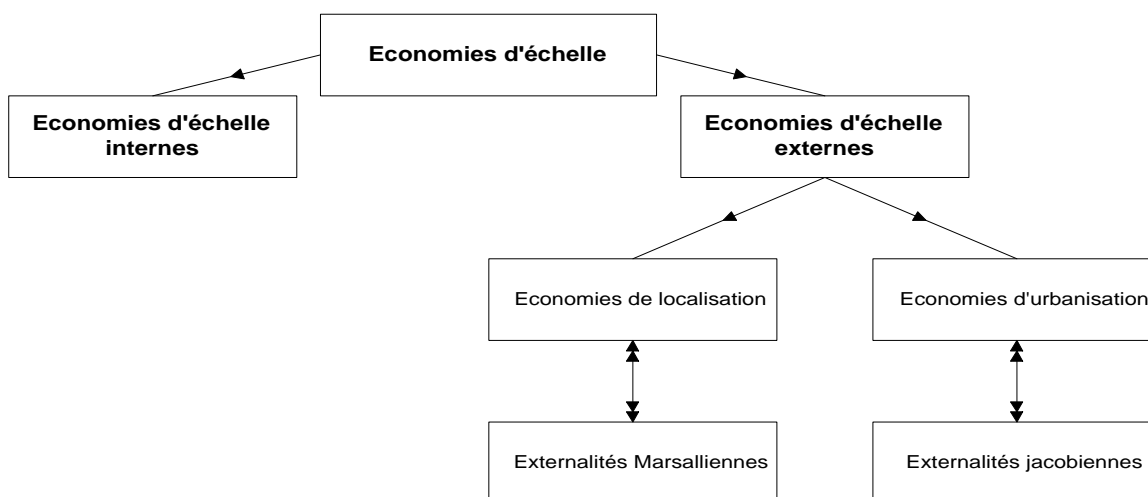 Economies d'échelle
Economies d'échelle
internes
Economies d'échelle
externes
Economies de localisation
Economies d'urbanisation
Externalités Marsalliennes
Externalités jacobiennes